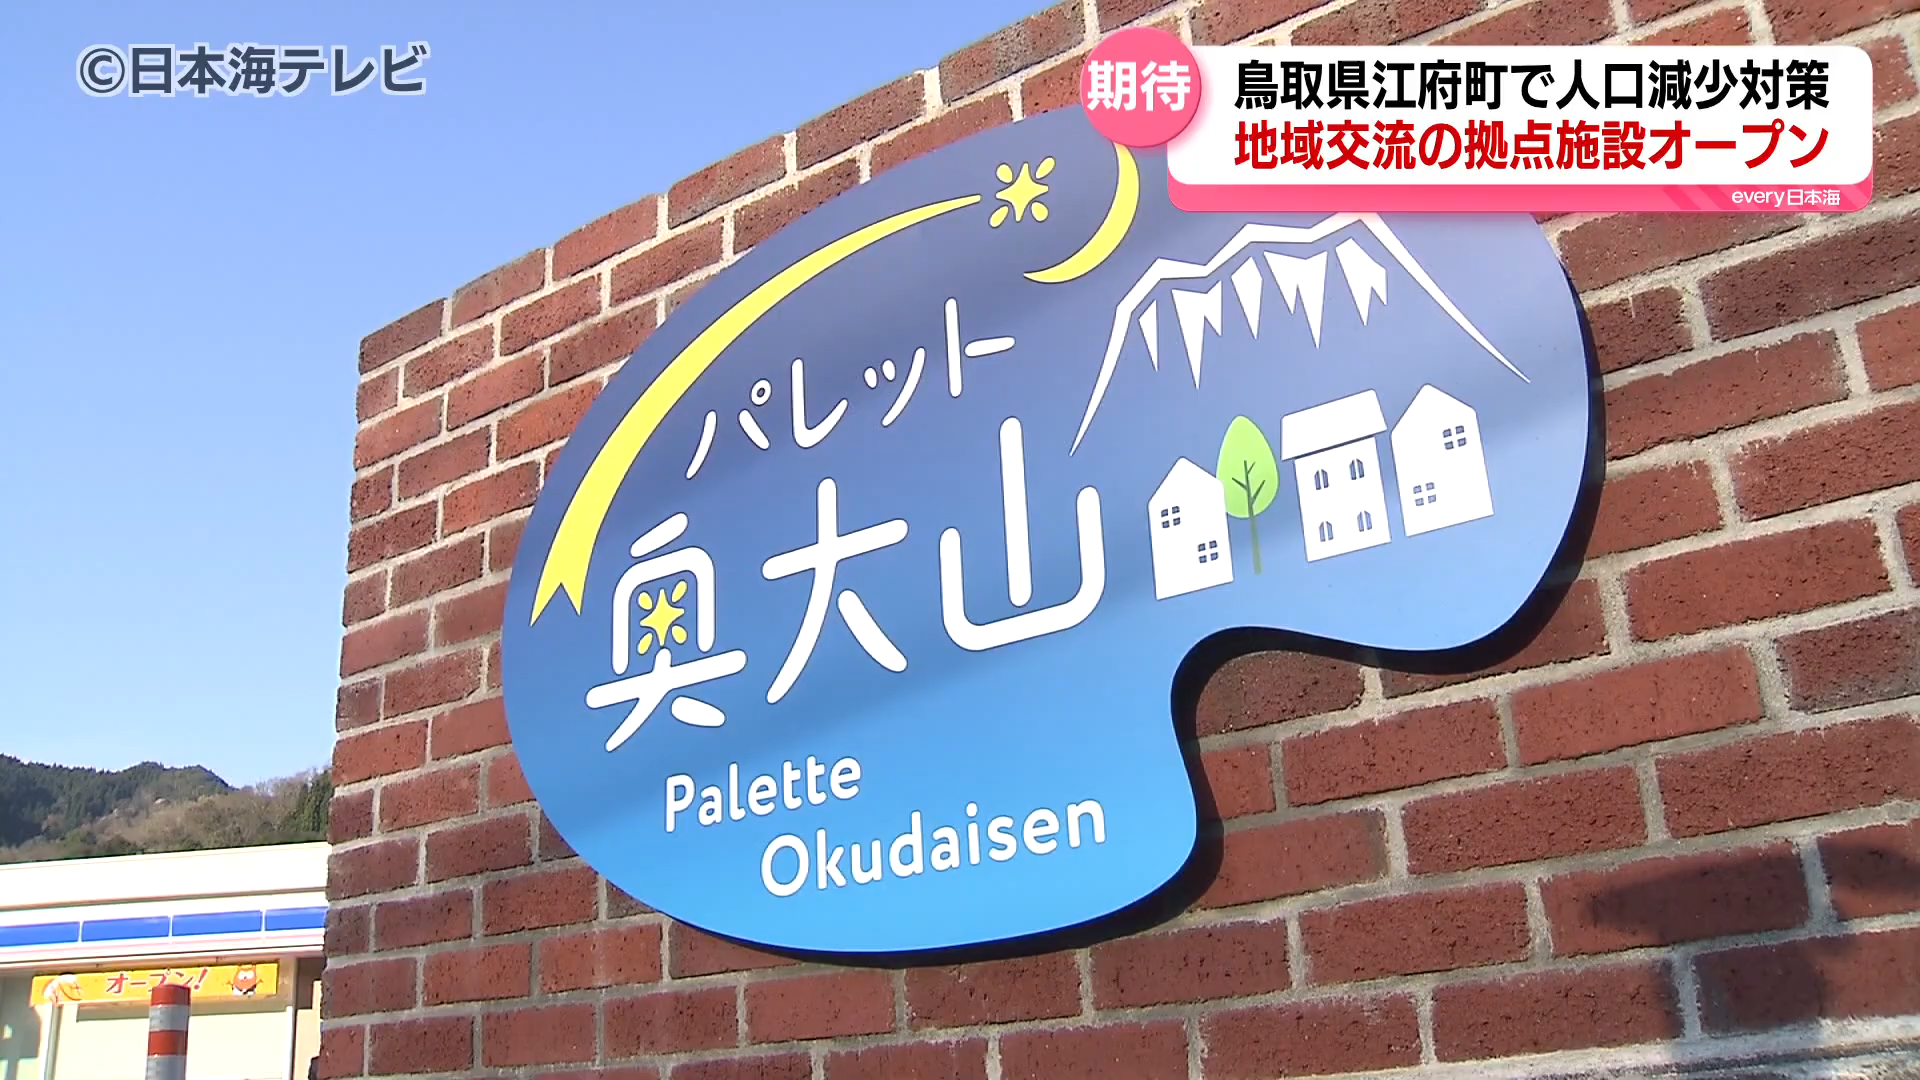 ©日本海テレビ
期待
鳥取県江府町で人口減少対策
地域交流の拠点施設オープン
every日本海
パレット
奥大山
Palette
Okudaisen
オープン!